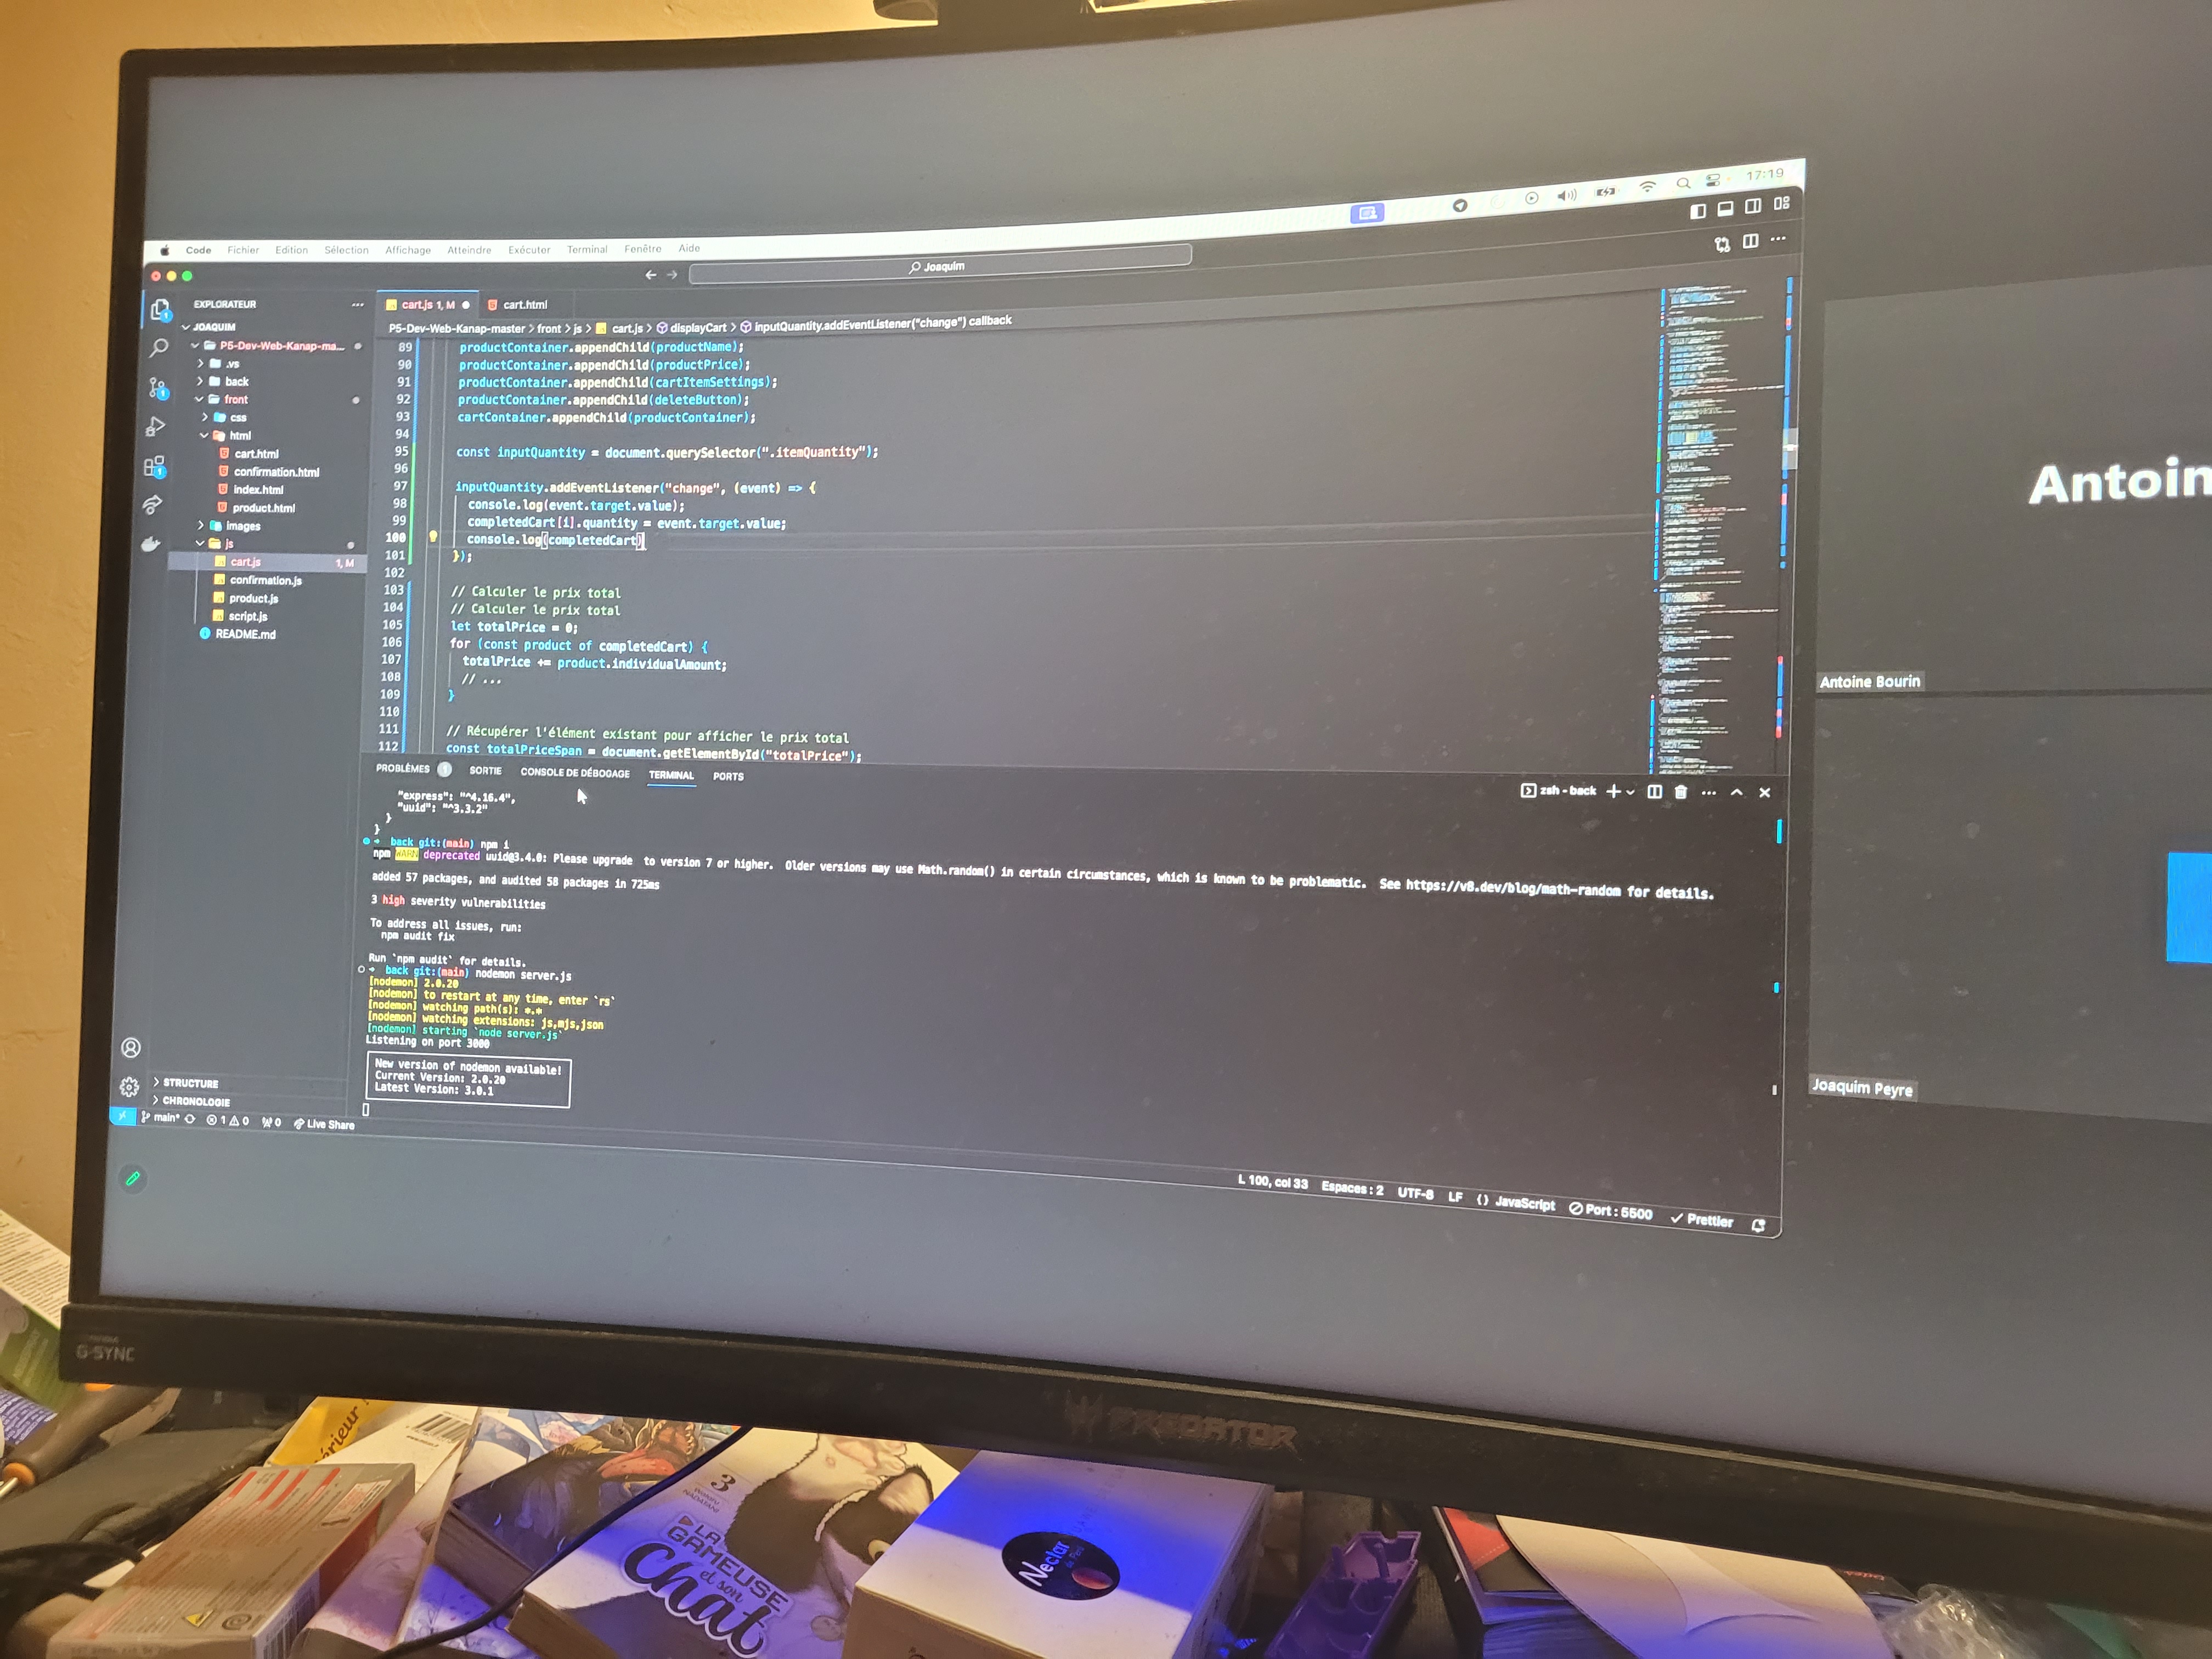 17:19
Code Fichier Edition Sélection Affichage Atteindre Exécuter Terminal Fenêtre Aide
Joaquim
EXPLORATEUR
JOAQUIM
P5-Dev-Web-Kanap-ma...
.vs
back
front
css
html
cart.html
confirmation.html
index.html
product.html
images
js
cart.js 1, M
confirmation.js
product.js
script.js
README.md
STRUCTURE
CHRONOLOGIE
cart.js 1, M
cart.html
P5-Dev-Web-Kanap-master > front > js > cart.js > displayCart > inputQuantity.addEventListener("change") callback
89 productContainer.appendChild(productName);
90 productContainer.appendChild(productPrice);
91 productContainer.appendChild(cartItemSettings);
92 productContainer.appendChild(deleteButton);
93 cartContainer.appendChild(productContainer);
94
95 const inputQuantity = document.querySelector(".itemQuantity");
96
97 inputQuantity.addEventListener("change", (event) => {
98 console.log(event.target.value);
99 completedCart[i].quantity = event.target.value;
100 console.log(completedCart)
101 });
102
103 // Calculer le prix total
104 // Calculer le prix total
105 let totalPrice = 0;
106 for (const product of completedCart) {
107 totalPrice += product.individualAmount;
108 // ...
109 }
110
111 // Récupérer l'élément existant pour afficher le prix total
112 const totalPriceSpan = document.getElementById("totalPrice");
PROBLÈMES 1 SORTIE CONSOLE DE DÉBOGAGE TERMINAL PORTS
zsh - back
"express": "^4.16.4",
"uuid": "^3.3.2"
}
}
back git:(main) npm i
npm WARN deprecated uuid@3.4.0: Please upgrade to version 7 or higher. Older versions may use Math.random() in certain circumstances, which is known to be problematic. See https://v8.dev/blog/math-random for details.
added 57 packages, and audited 58 packages in 725ms
3 high severity vulnerabilities
To address all issues, run:
npm audit fix
Run `npm audit` for details.
back git:(main) nodemon server.js
[nodemon] 2.0.20
[nodemon] to restart at any time, enter `rs`
[nodemon] watching path(s): *.*
[nodemon] watching extensions: js,mjs,json
[nodemon] starting `node server.js`
Listening on port 3000
New version of nodemon available!
Current Version: 2.0.20
Latest Version: 3.0.1
main* 1 0 0 Live Share
L 100, col 33 Espaces : 2 UTF-8 LF {} JavaScript Port : 5500 Prettier
Antoin
Antoine Bourin
Joaquim Peyre
G-SYNC
PREDATOR
3
LA
GAMEUSE
et son
Chat
Nectar